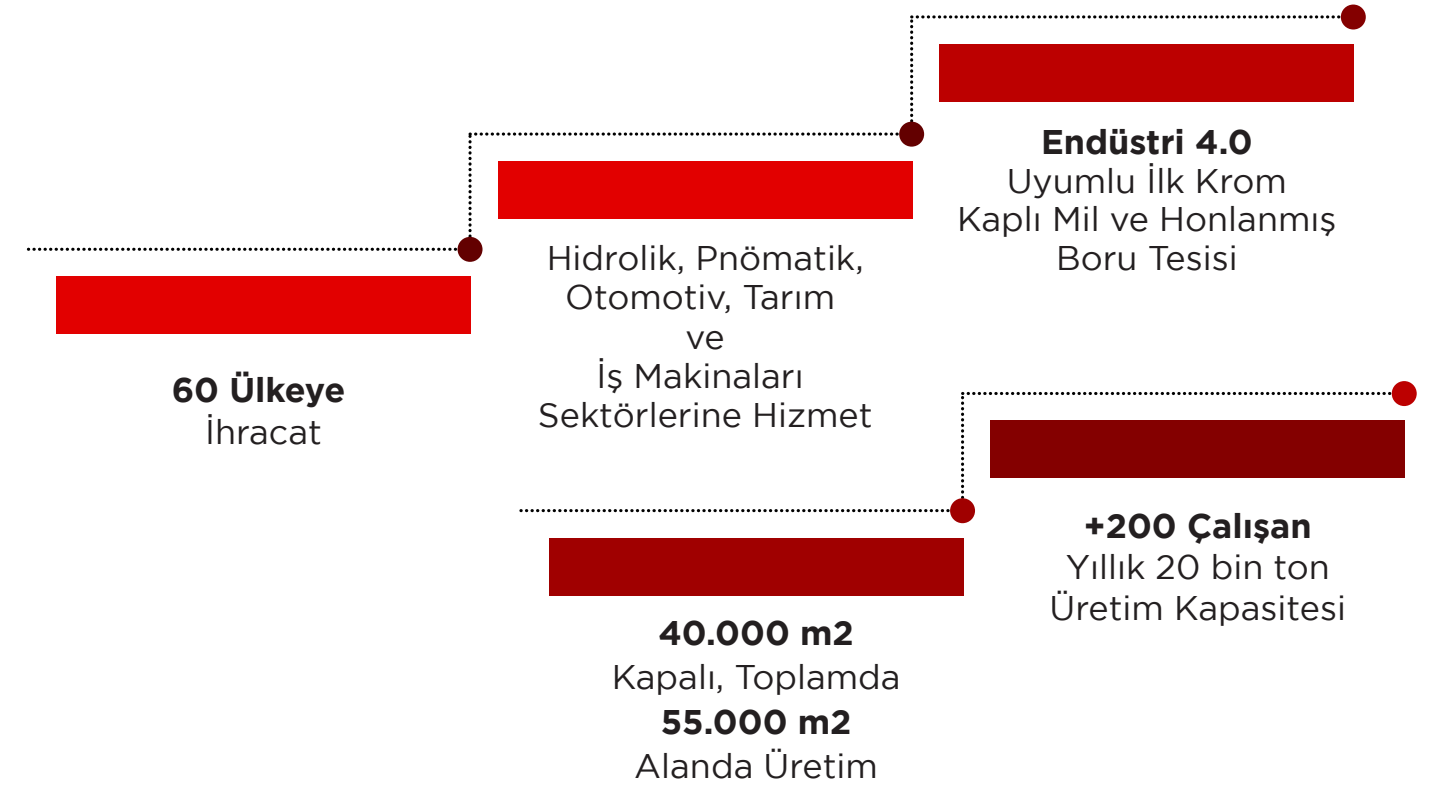 60 Ülkeye
İhracat
Hidrolik, Pnömatik,
Otomotiv, Tarım
ve
İş Makinaları
Sektörlerine Hizmet
Endüstri 4.0
Uyumlu İlk Krom
Kaplı Mil ve Honlanmış
Boru Tesisi
40.000 m2
Kapalı, Toplamda
55.000 m2
Alanda Üretim
+200 Çalışan
Yıllık 20 bin ton
Üretim Kapasitesi